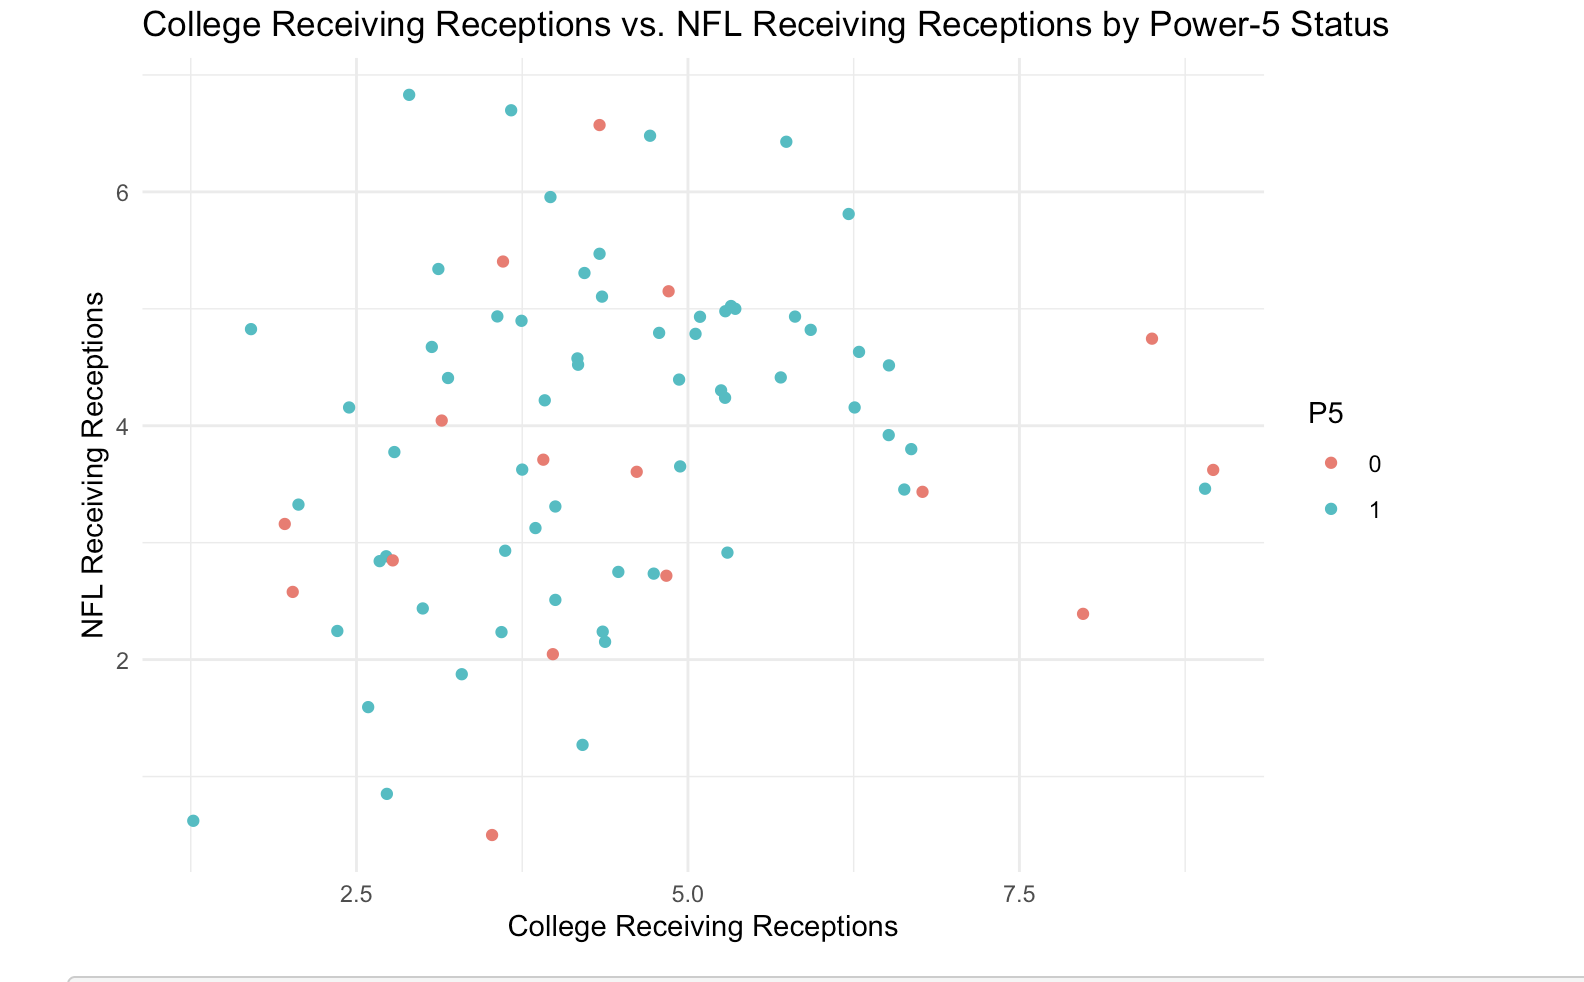 College Receiving Receptions vs. NFL Receiving Receptions by Power-5 Status
NFL Receiving Receptions
6
4
2
2.5 5.0 7.5
College Receiving Receptions
P5
0
1